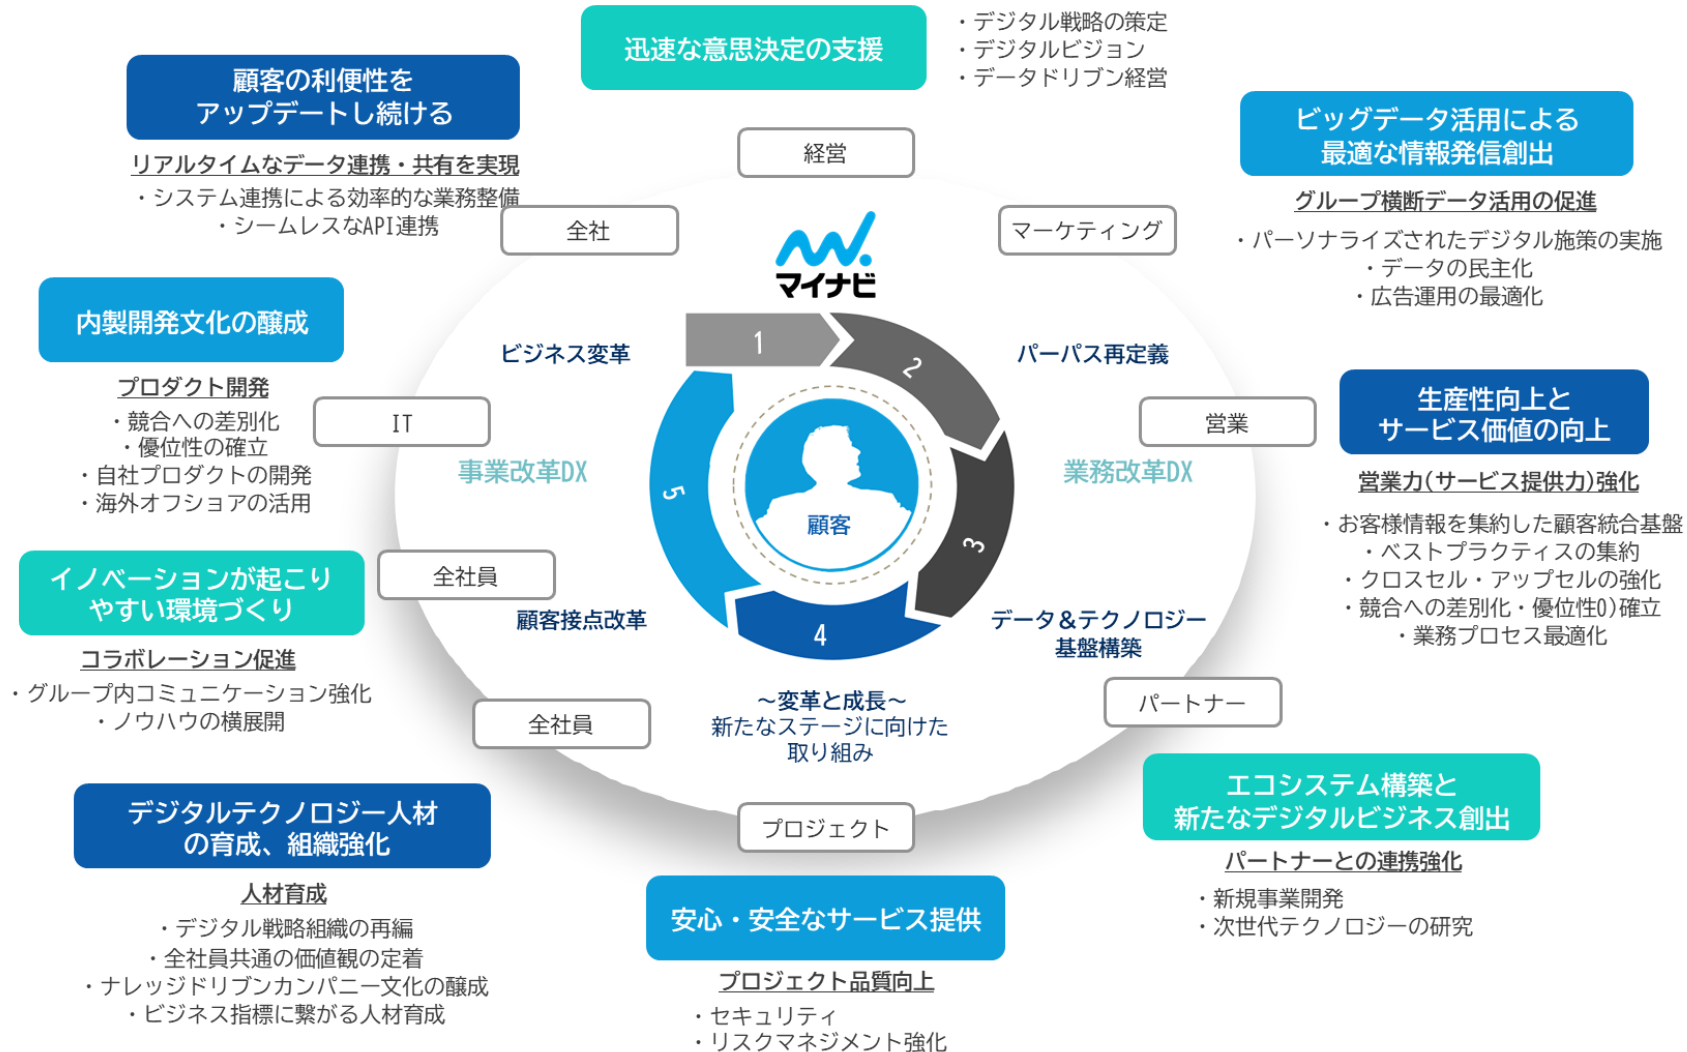 迅速な意思決定の支援
・デジタル戦略の策定
・デジタルビジョン
・データドリブン経営
経営
顧客の利便性を
アップデートし続ける
リアルタイムなデータ連携・共有を実現
・システム連携による効率的な業務整備
・シームレスなAPI連携
全社
マイナビ
マーケティング
ビッグデータ活用による
最適な情報発信創出
グループ横断データ活用の促進
・パーソナライズされたデジタル施策の実施
・データの民主化
・広告運用の最適化
内製開発文化の醸成
プロダクト開発
・競合への差別化
・優位性の確立
・自社プロダクトの開発
・海外オフショアの活用
IT
ビジネス変革
事業改革DX
1
2
3
4
5
顧客
パーパス再定義
業務改革DX
営業
生産性向上と
サービス価値の向上
営業力(サービス提供力)強化
・お客様情報を集約した顧客統合基盤
・ベストプラクティスの集約
・クロスセル・アップセルの強化
・競合への差別化・優位性0)確立
・業務プロセス最適化
イノベーションが起こり
やすい環境づくり
コラボレーション促進
・グループ内コミュニケーション強化
・ノウハウの横展開
全社員
顧客接点改革
データ＆テクノロジー
基盤構築
全社員
～変革と成長～
新たなステージに向けた
取り組み
パートナー
デジタルテクノロジー人材
の育成、組織強化
人材育成
・デジタル戦略組織の再編
・全社員共通の価値観の定着
・ナレッジドリブンカンパニー文化の醸成
・ビジネス指標に繋がる人材育成
プロジェクト
安心・安全なサービス提供
プロジェクト品質向上
・セキュリティ
・リスクマネジメント強化
エコシステム構築と
新たなデジタルビジネス創出
パートナーとの連携強化
・新規事業開発
・次世代テクノロジーの研究